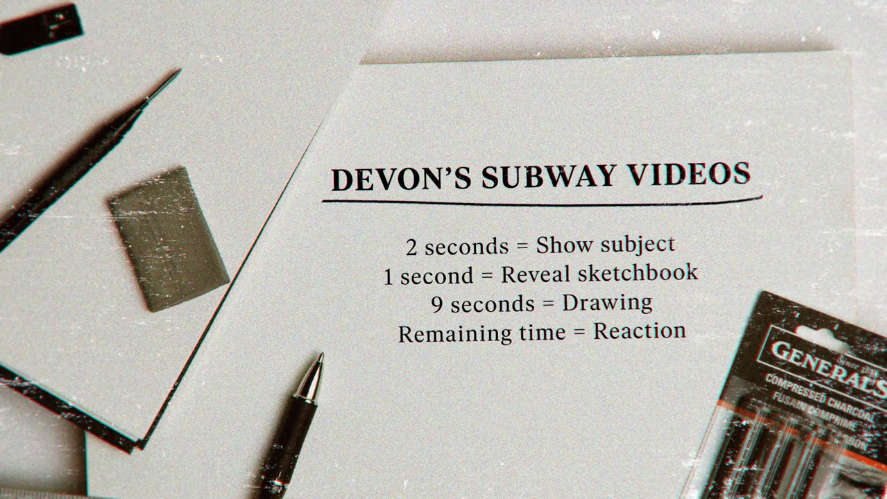 DEVON'S SUBWAY VIDEOS
2 seconds = Show subject
1 second = Reveal sketchbook
9 seconds = Drawing
Remaining time = Reaction
GENERAL'S
COMPRESSED CHARCOAL
FUSAIN COMPRIMÉ